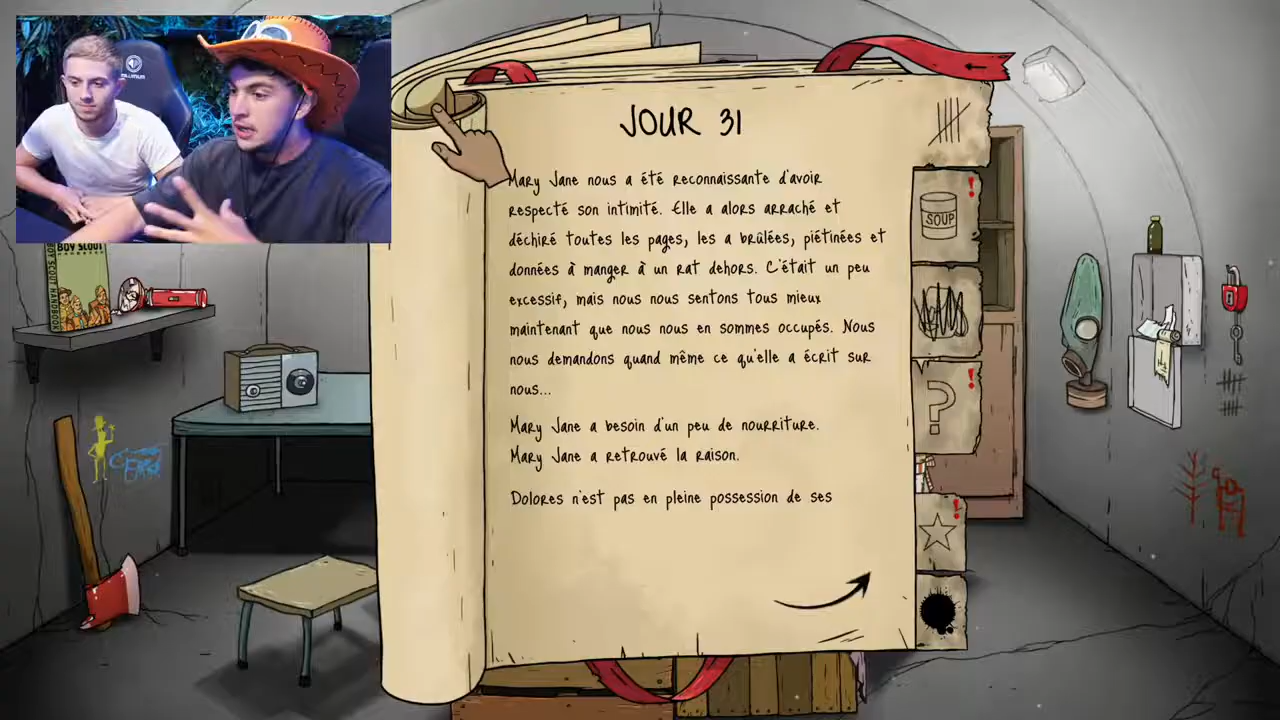 JOUR 31
Mary Jane nous a été reconnaissante d'avoir
respecté son intimité. Elle a alors arraché et
déchiré toutes les pages, les a brûlées, piétinées et
données à manger à un rat dehors. C'était un peu
excessif, mais nous nous sentons tous mieux
maintenant que nous nous en sommes occupés. Nous
nous demandons quand même ce qu'elle a écrit sur
nous...
Mary Jane a besoin d'un peu de nourriture.
Mary Jane a retrouvé la raison.
Dolores n'est pas en pleine possession de ses
SOUP
!
?
!
!
BOY SCOUT
BOY SCOUT HANDBOOK
MILLENIUM